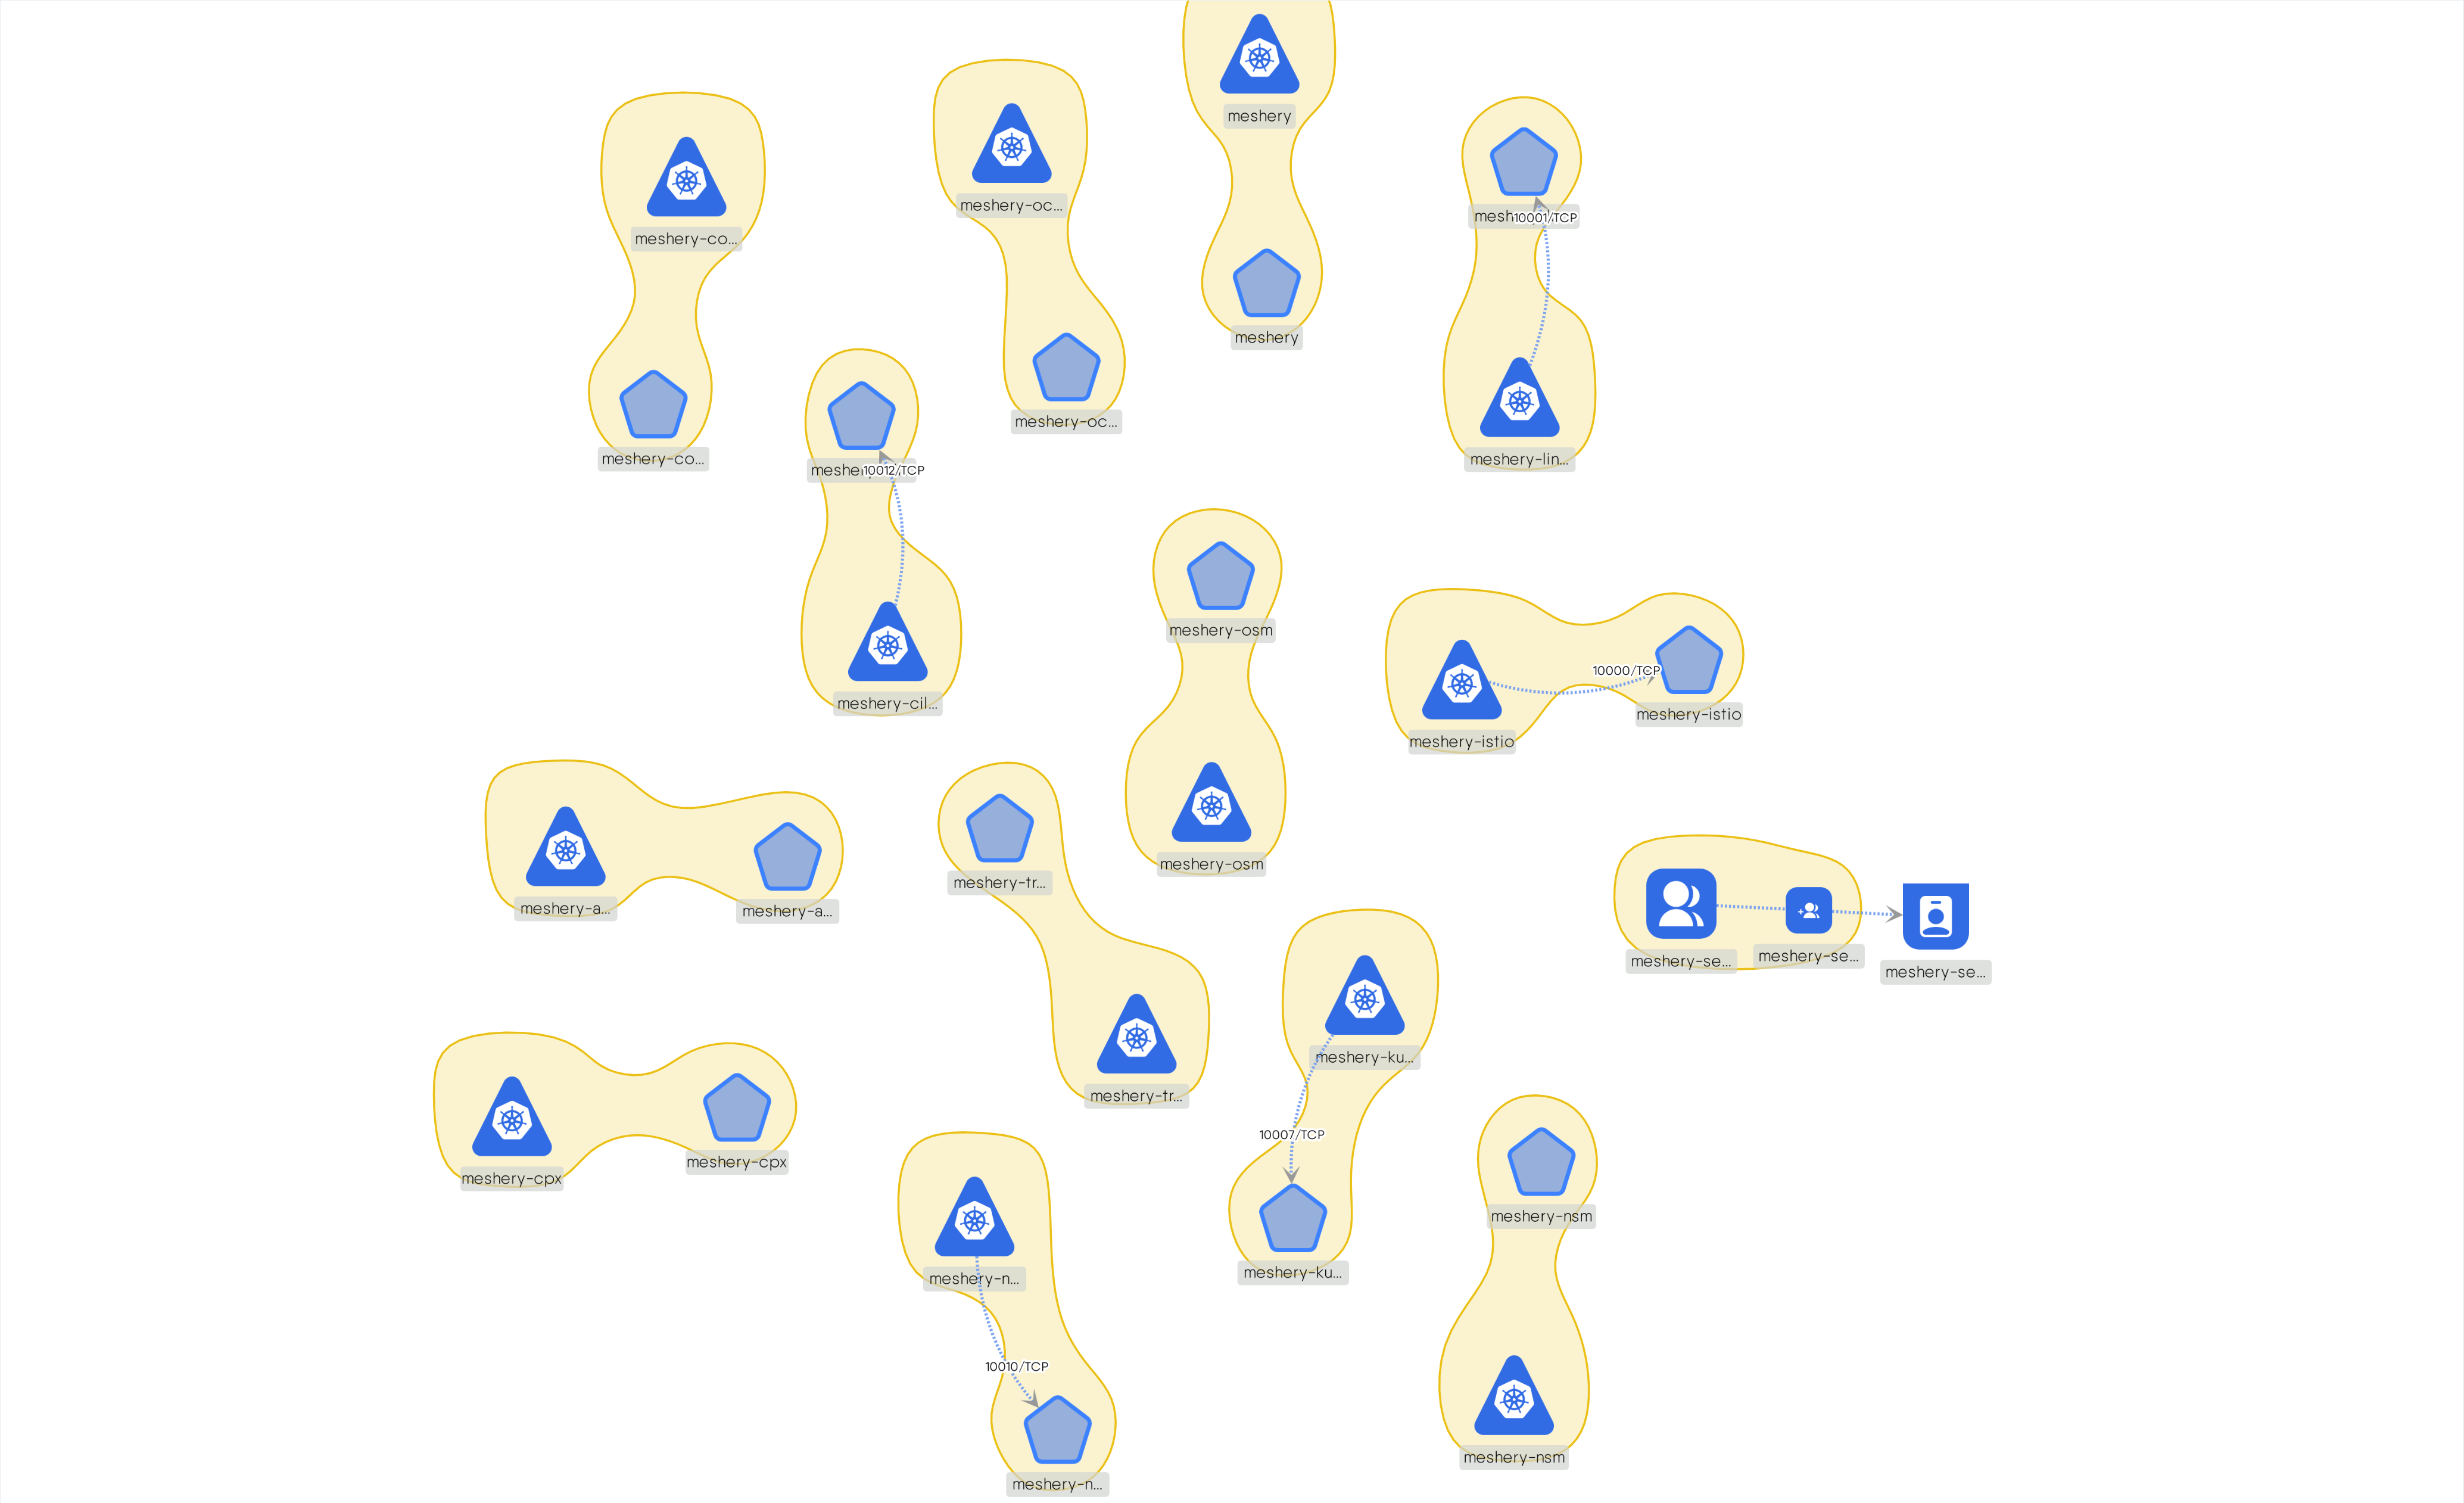 meshery
meshery-oc...
10001/TCP
meshery-co...
meshery
meshery-oc...
meshery-co...
meshery-lin...
10012/TCP
meshery-osm
10000/TCP
meshery-cil...
meshery-istio
meshery-istio
meshery-osm
meshery-tr...
meshery-a...
meshery-a...
meshery-se...
meshery-se...
meshery-se...
meshery-ku...
meshery-tr...
10007/TCP
meshery-cpx
meshery-cpx
meshery-nsm
meshery-ku...
meshery-n...
10010/TCP
meshery-nsm
meshery-n...